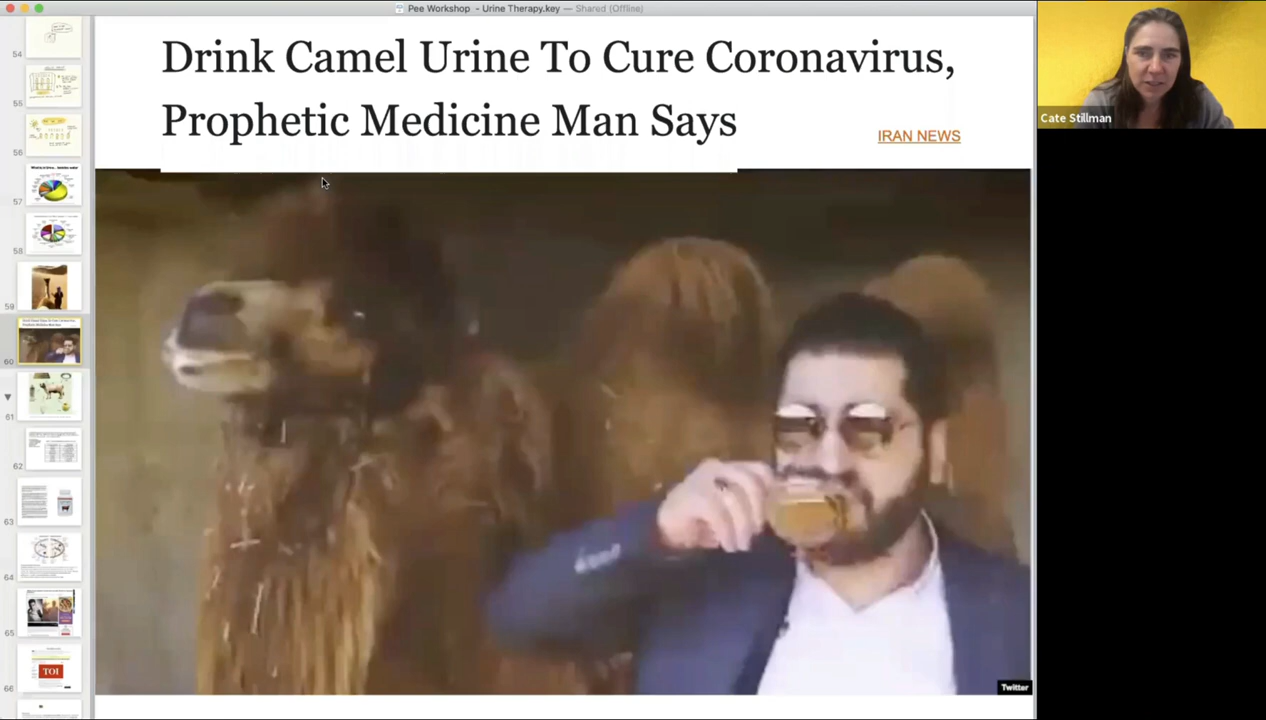 Pee Workshop - Urine Therapy.key — Shared (Offline)
54
55
56
57
58
59
60
61
62
63
64
65
66
TOI
Drink Camel Urine To Cure Coronavirus,
Prophetic Medicine Man Says
IRAN NEWS
Twitter
Cate Stillman